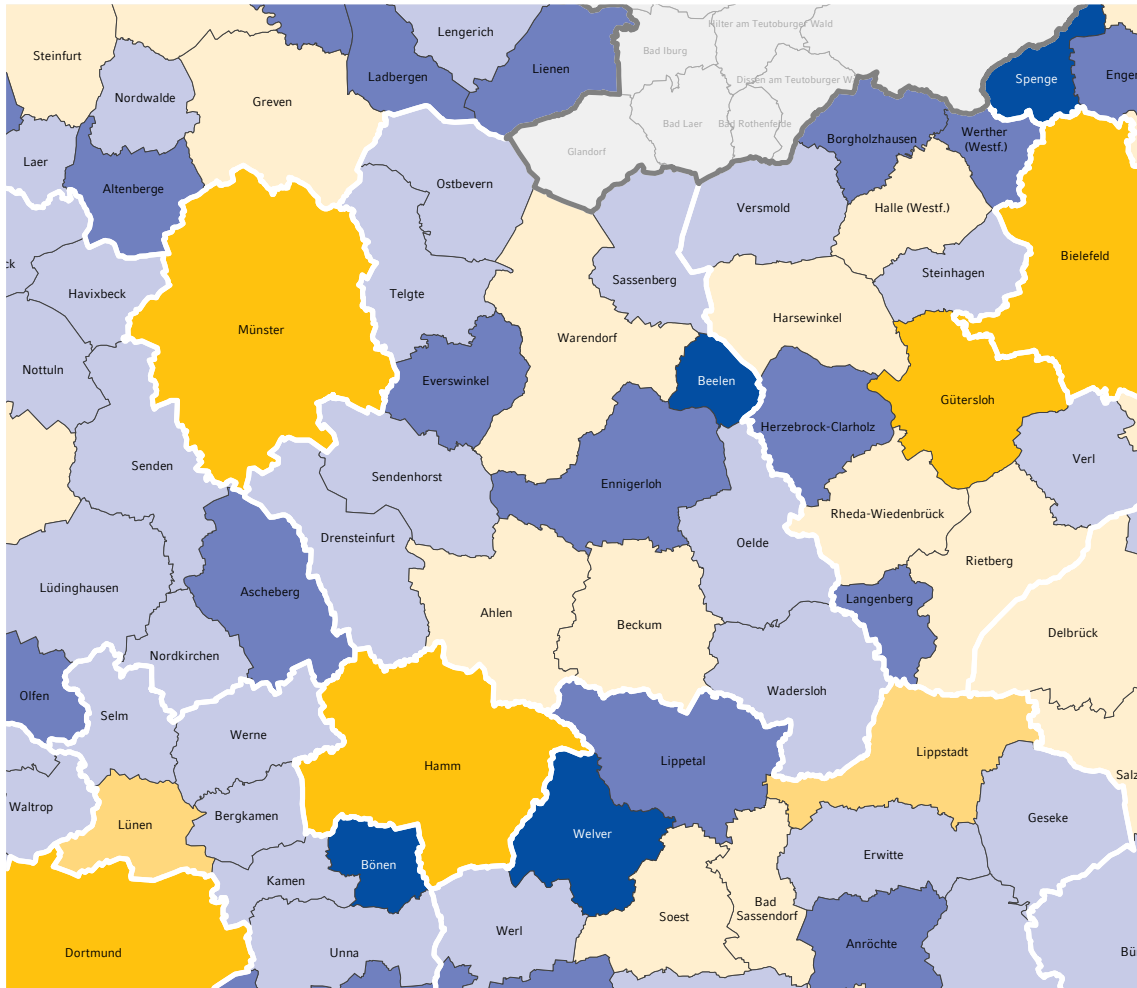 Hilter am Teutoburger Wald
Lengerich
Bad Iburg
Steinfurt
Lienen
Ladbergen
Dissen am Teutoburger W
Spenge
Enger
Nordwalde
Greven
Bad Laer
Bad Rothenfelde
Borgholzhausen
Werther
(Westf.)
Glandorf
Laer
Altenberge
Ostbevern
Versmold
Halle (Westf.)
Bielefeld
ck
Havixbeck
Telgte
Sassenberg
Steinhagen
Münster
Warendorf
Harsewinkel
Nottuln
Everswinkel
Beelen
Gütersloh
Herzebrock-Clarholz
Senden
Sendenhorst
Ennigerloh
Verl
Rheda-Wiedenbrück
Drensteinfurt
Oelde
Rietberg
Lüdinghausen
Ascheberg
Langenberg
Ahlen
Beckum
Delbrück
Nordkirchen
Olfen
Wadersloh
Selm
Werne
Lippetal
Lippstadt
Hamm
Salz
Waltrop
Lünen
Bergkamen
Welver
Geseke
Bönen
Erwitte
Kamen
Bad
Sassendorf
Soest
Werl
Anröchte
Dortmund
Unna
Bür